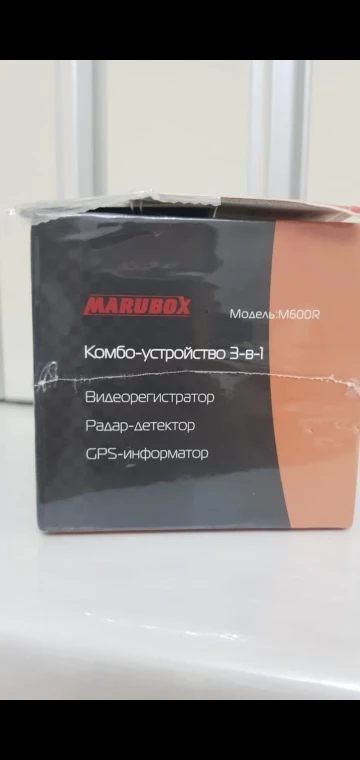 MARUBOX
Модель:M600R
Комбо-устройство 3-в-1
Видеорегистратор
Радар-детектор
GPS-информатор